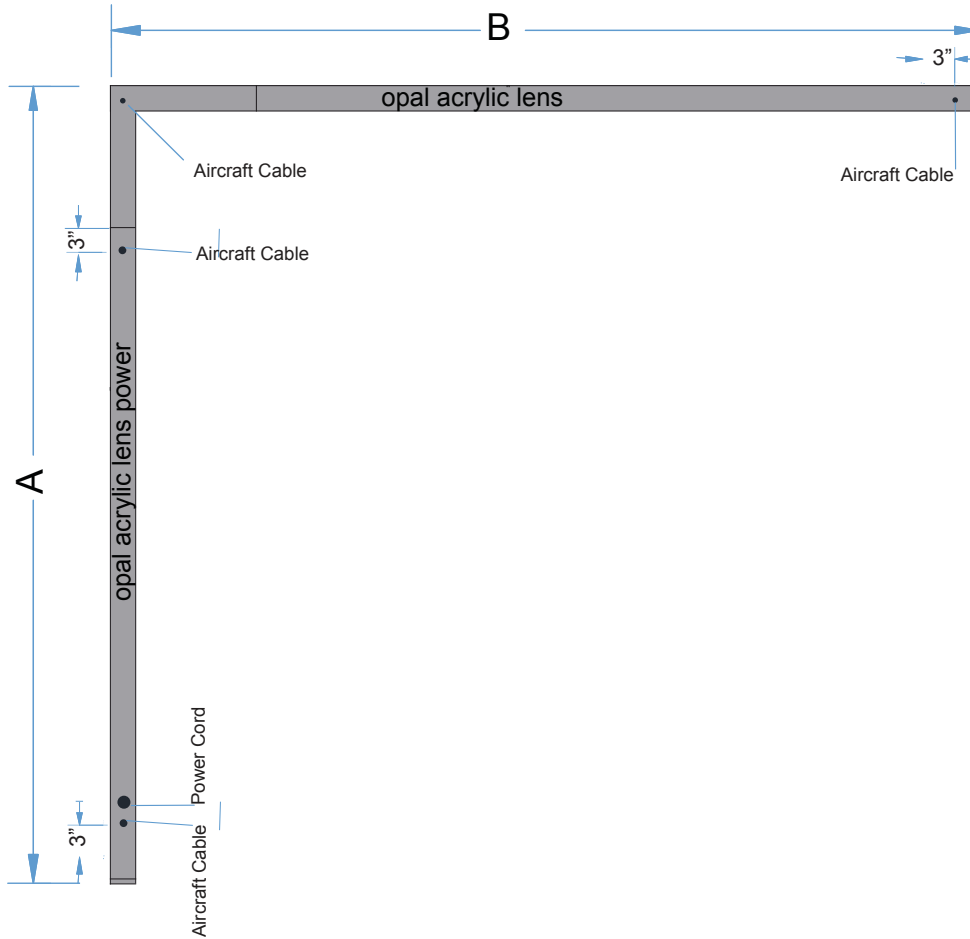 B
3”
opal acrylic lens
Aircraft Cable
Aircraft Cable
3”
Aircraft Cable
opal acrylic lens power
A
Power Cord
3”
Aircraft Cable